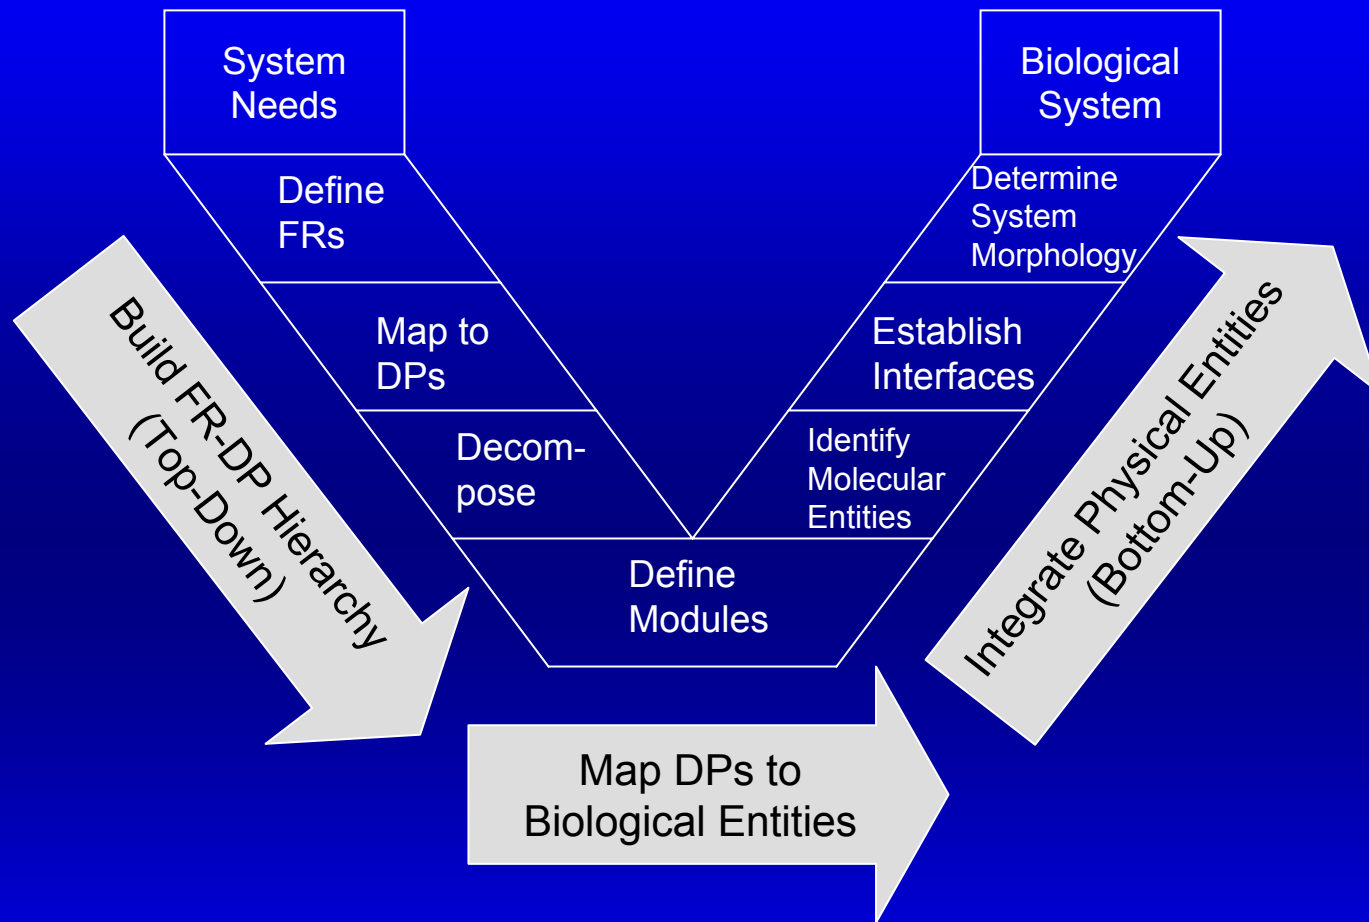 System
Needs
Define
FRs
Map to
DPs
Decom-
pose
Define
Modules
Identify
Molecular
Entities
Establish
Interfaces
Determine
System
Morphology
Biological
System
Build FR-DP Hierarchy
(Top-Down)
Map DPs to
Biological Entities
Integrate Physical Entities
(Bottom-Up)